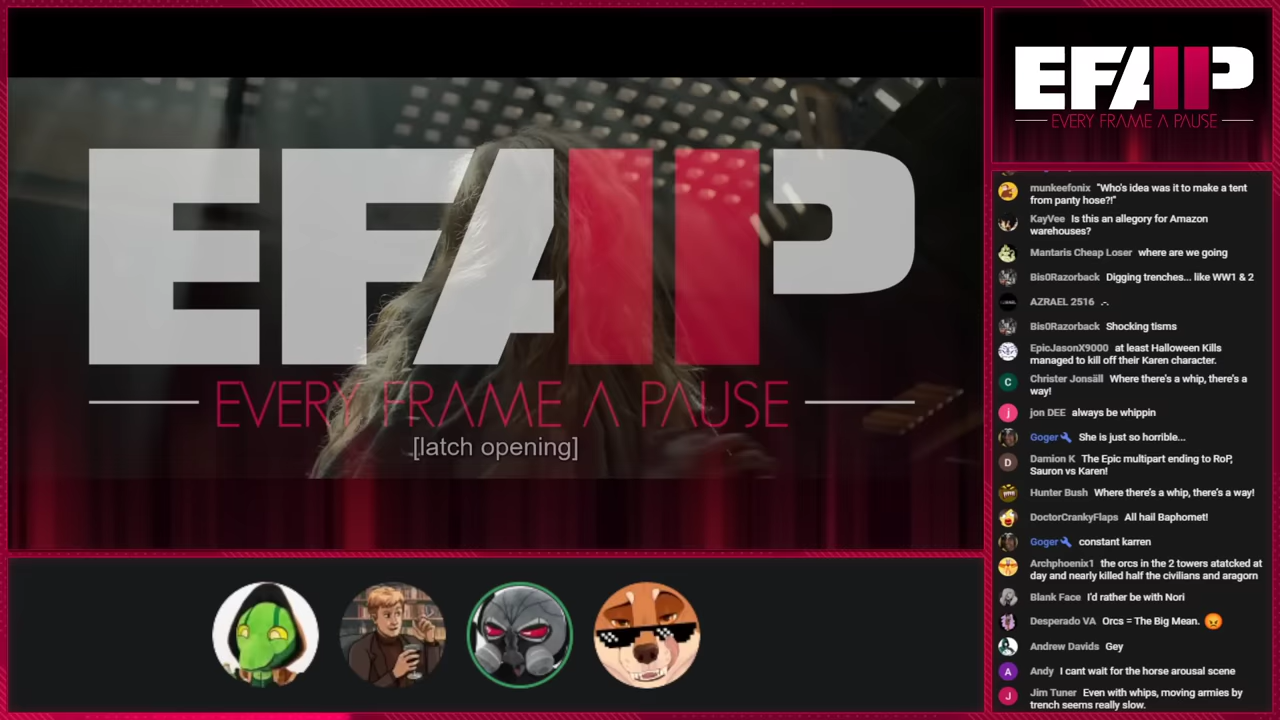 EFAP
EVERY FRAME A PAUSE
[latch opening]
EFAP
EVERY FRAME A PAUSE
munkeefonix "Who's idea was it to make a tent
from panty hose?!"
KayVee Is this an allegory for Amazon
warehouses?
Mantaris Cheap Loser where are we going
Bis0Razorback Digging trenches... like WW1 & 2
AZRAEL 2516 .-.
Bis0Razorback Shocking tisms
EpicJasonX9000 at least Halloween Kills
managed to kill off their Karen character.
Christer Jonsäll Where there's a whip, there's a
way!
jon DEE always be whippin
Goger She is just so horrible...
Damion K The Epic multipart ending to RoP,
Sauron vs Karen!
Hunter Bush Where there's a whip, there's a way!
DoctorCrankyFlaps All hail Baphomet!
Goger constant karren
Archphoenix1 the orcs in the 2 towers atatcked at
day and nearly killed half the civilians and aragorn
Blank Face I'd rather be with Nori
Desperado VA Orcs = The Big Mean. 😡
Andrew Davids Gey
Andy I cant wait for the horse arousal scene
Jim Tuner Even with whips, moving armies by
trench seems really slow.